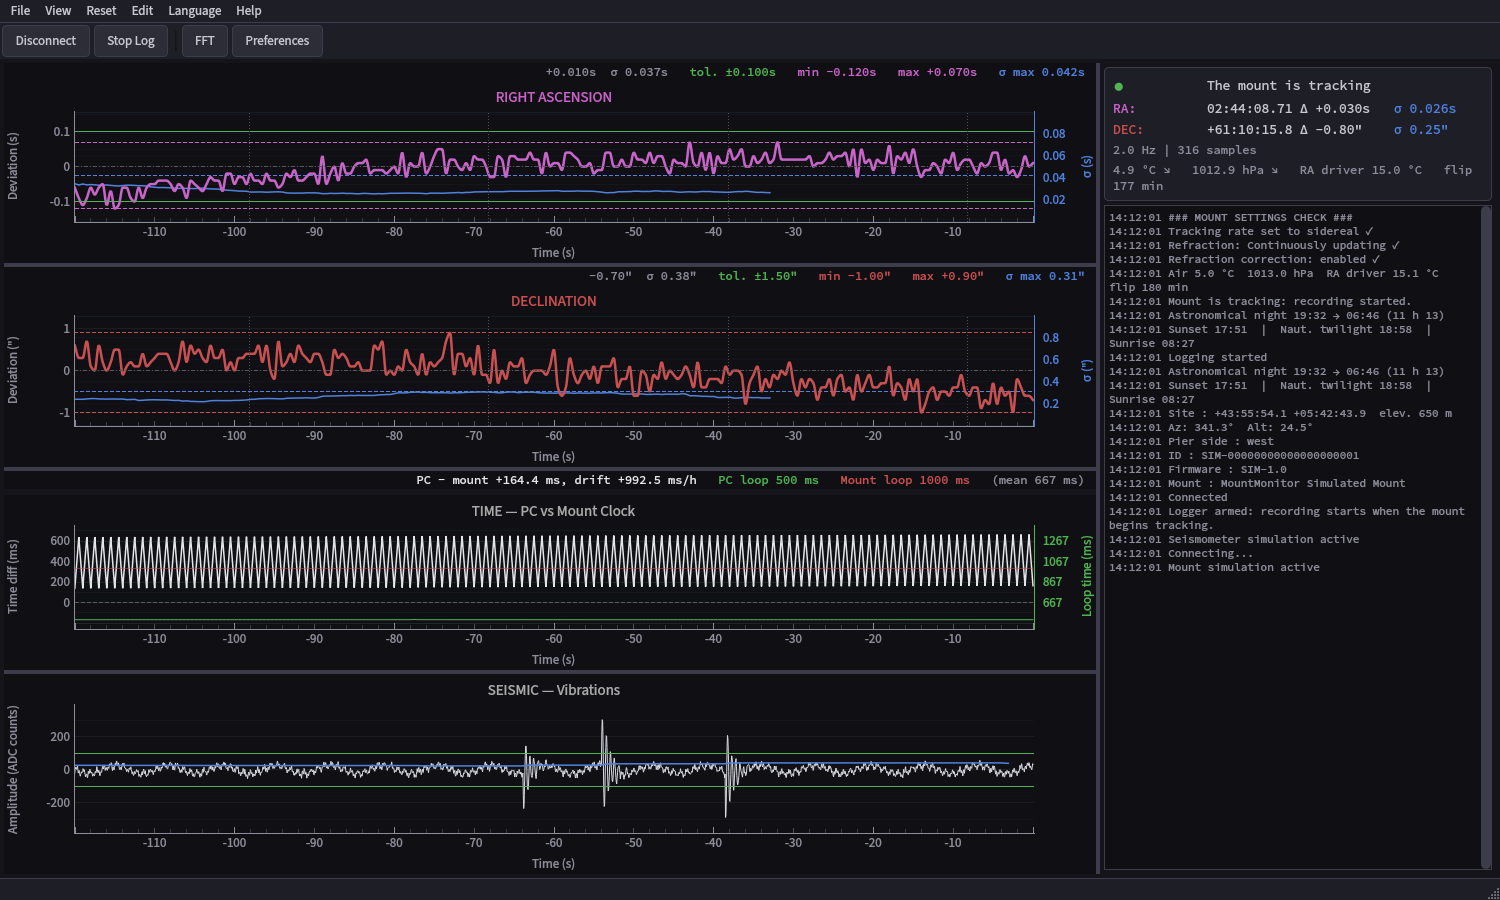 File View Reset Edit Language Help
Disconnect Stop Log FFT Preferences
+0.010s σ 0.037s tol. ±0.100s min −0.120s max +0.070s σ max 0.042s
RIGHT ASCENSION
Deviation (s)
0.1
0
-0.1
0.08
0.06
0.04
0.02
σ (s)
-110 -100 -90 -80 -70 -60 -50 -40 -30 -20 -10
Time (s)
−0.70" σ 0.38" tol. ±1.50" min −1.00" max +0.90" σ max 0.31"
DECLINATION
Deviation (")
1
0
-1
0.8
0.6
0.4
0.2
σ (")
-110 -100 -90 -80 -70 -60 -50 -40 -30 -20 -10
Time (s)
PC − mount +164.4 ms, drift +992.5 ms/h PC loop 500 ms Mount loop 1000 ms (mean 667 ms)
TIME — PC vs Mount Clock
Time diff (ms)
600
400
200
0
1267
1067
867
667
Loop time (ms)
-110 -100 -90 -80 -70 -60 -50 -40 -30 -20 -10
Time (s)
SEISMIC — Vibrations
Amplitude (ADC counts)
200
0
-200
-110 -100 -90 -80 -70 -60 -50 -40 -30 -20 -10
Time (s)
The mount is tracking
RA: 02:44:08.71 Δ +0.030s σ 0.026s
DEC: +61:10:15.8 Δ −0.80" σ 0.25"
2.0 Hz | 316 samples
4.9 °C ↘ 1012.9 hPa ↘ RA driver 15.0 °C flip
177 min
14:12:01 ### MOUNT SETTINGS CHECK ###
14:12:01 Tracking rate set to sidereal ✓
14:12:01 Refraction: Continuously updating ✓
14:12:01 Refraction correction: enabled ✓
14:12:01 Air 5.0 °C 1013.0 hPa RA driver 15.1 °C
flip 180 min
14:12:01 Mount is tracking: recording started.
14:12:01 Astronomical night 19:32 → 06:46 (11 h 13)
14:12:01 Sunset 17:51 | Naut. twilight 18:58 |
Sunrise 08:27
14:12:01 Logging started
14:12:01 Astronomical night 19:32 → 06:46 (11 h 13)
14:12:01 Sunset 17:51 | Naut. twilight 18:58 |
Sunrise 08:27
14:12:01 Site : +43:55:54.1 +05:42:43.9 elev. 650 m
14:12:01 Az: 341.3° Alt: 24.5°
14:12:01 Pier side : west
14:12:01 ID : SIM-00000000000000000001
14:12:01 Firmware : SIM-1.0
14:12:01 Mount : MountMonitor Simulated Mount
14:12:01 Connected
14:12:01 Logger armed: recording starts when the mount
begins tracking.
14:12:01 Seismometer simulation active
14:12:01 Connecting...
14:12:01 Mount simulation active